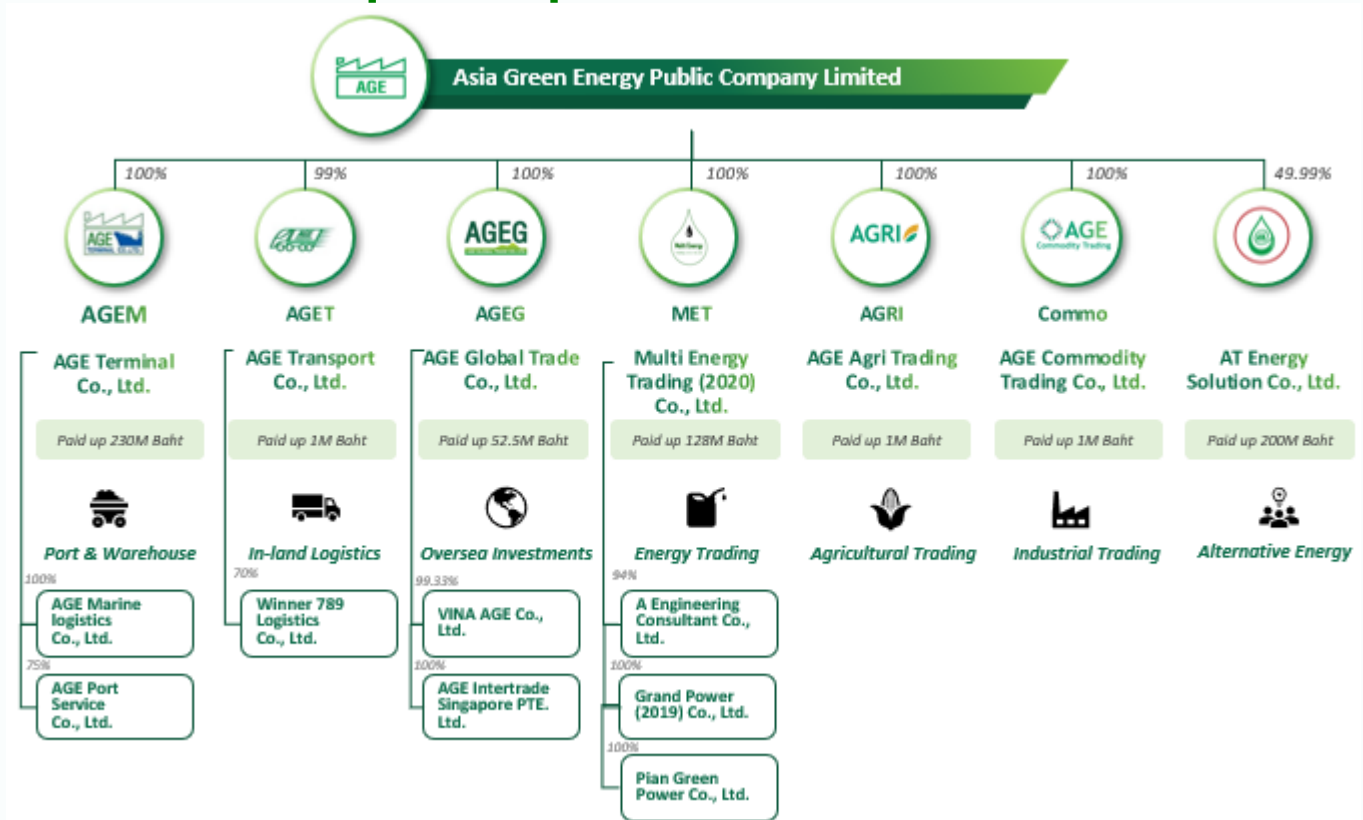 AGE
Asia Green Energy Public Company Limited
100%
99%
100%
100%
100%
100%
49.99%
AGE
TERMINAL CO.,LTD.
AGEG
Multi Energy
AGRI
AGE
Commodity Trading
AGEM
AGET
AGEG
MET
AGRI
Commo
AGE Terminal
Co., Ltd.
AGE Transport
Co., Ltd.
AGE Global Trade
Co., Ltd.
Multi Energy
Trading (2020)
Co., Ltd.
AGE Agri Trading
Co., Ltd.
AGE Commodity
Trading Co., Ltd.
AT Energy
Solution Co., Ltd.
Paid up 230M Baht
Paid up 1M Baht
Paid up 52.5M Baht
Paid up 128M Baht
Paid up 1M Baht
Paid up 1M Baht
Paid up 200M Baht
Port & Warehouse
In-land Logistics
Oversea Investments
Energy Trading
Agricultural Trading
Industrial Trading
Alternative Energy
100%
AGE Marine
logistics
Co., Ltd.
75%
AGE Port
Service
Co., Ltd.
70%
Winner 789
Logistics
Co., Ltd.
99.33%
VINA AGE Co.,
Ltd.
100%
AGE Intertrade
Singapore PTE.
Ltd.
94%
A Engineering
Consultant Co.,
Ltd.
100%
Grand Power
(2019) Co., Ltd.
100%
Pian Green
Power Co., Ltd.